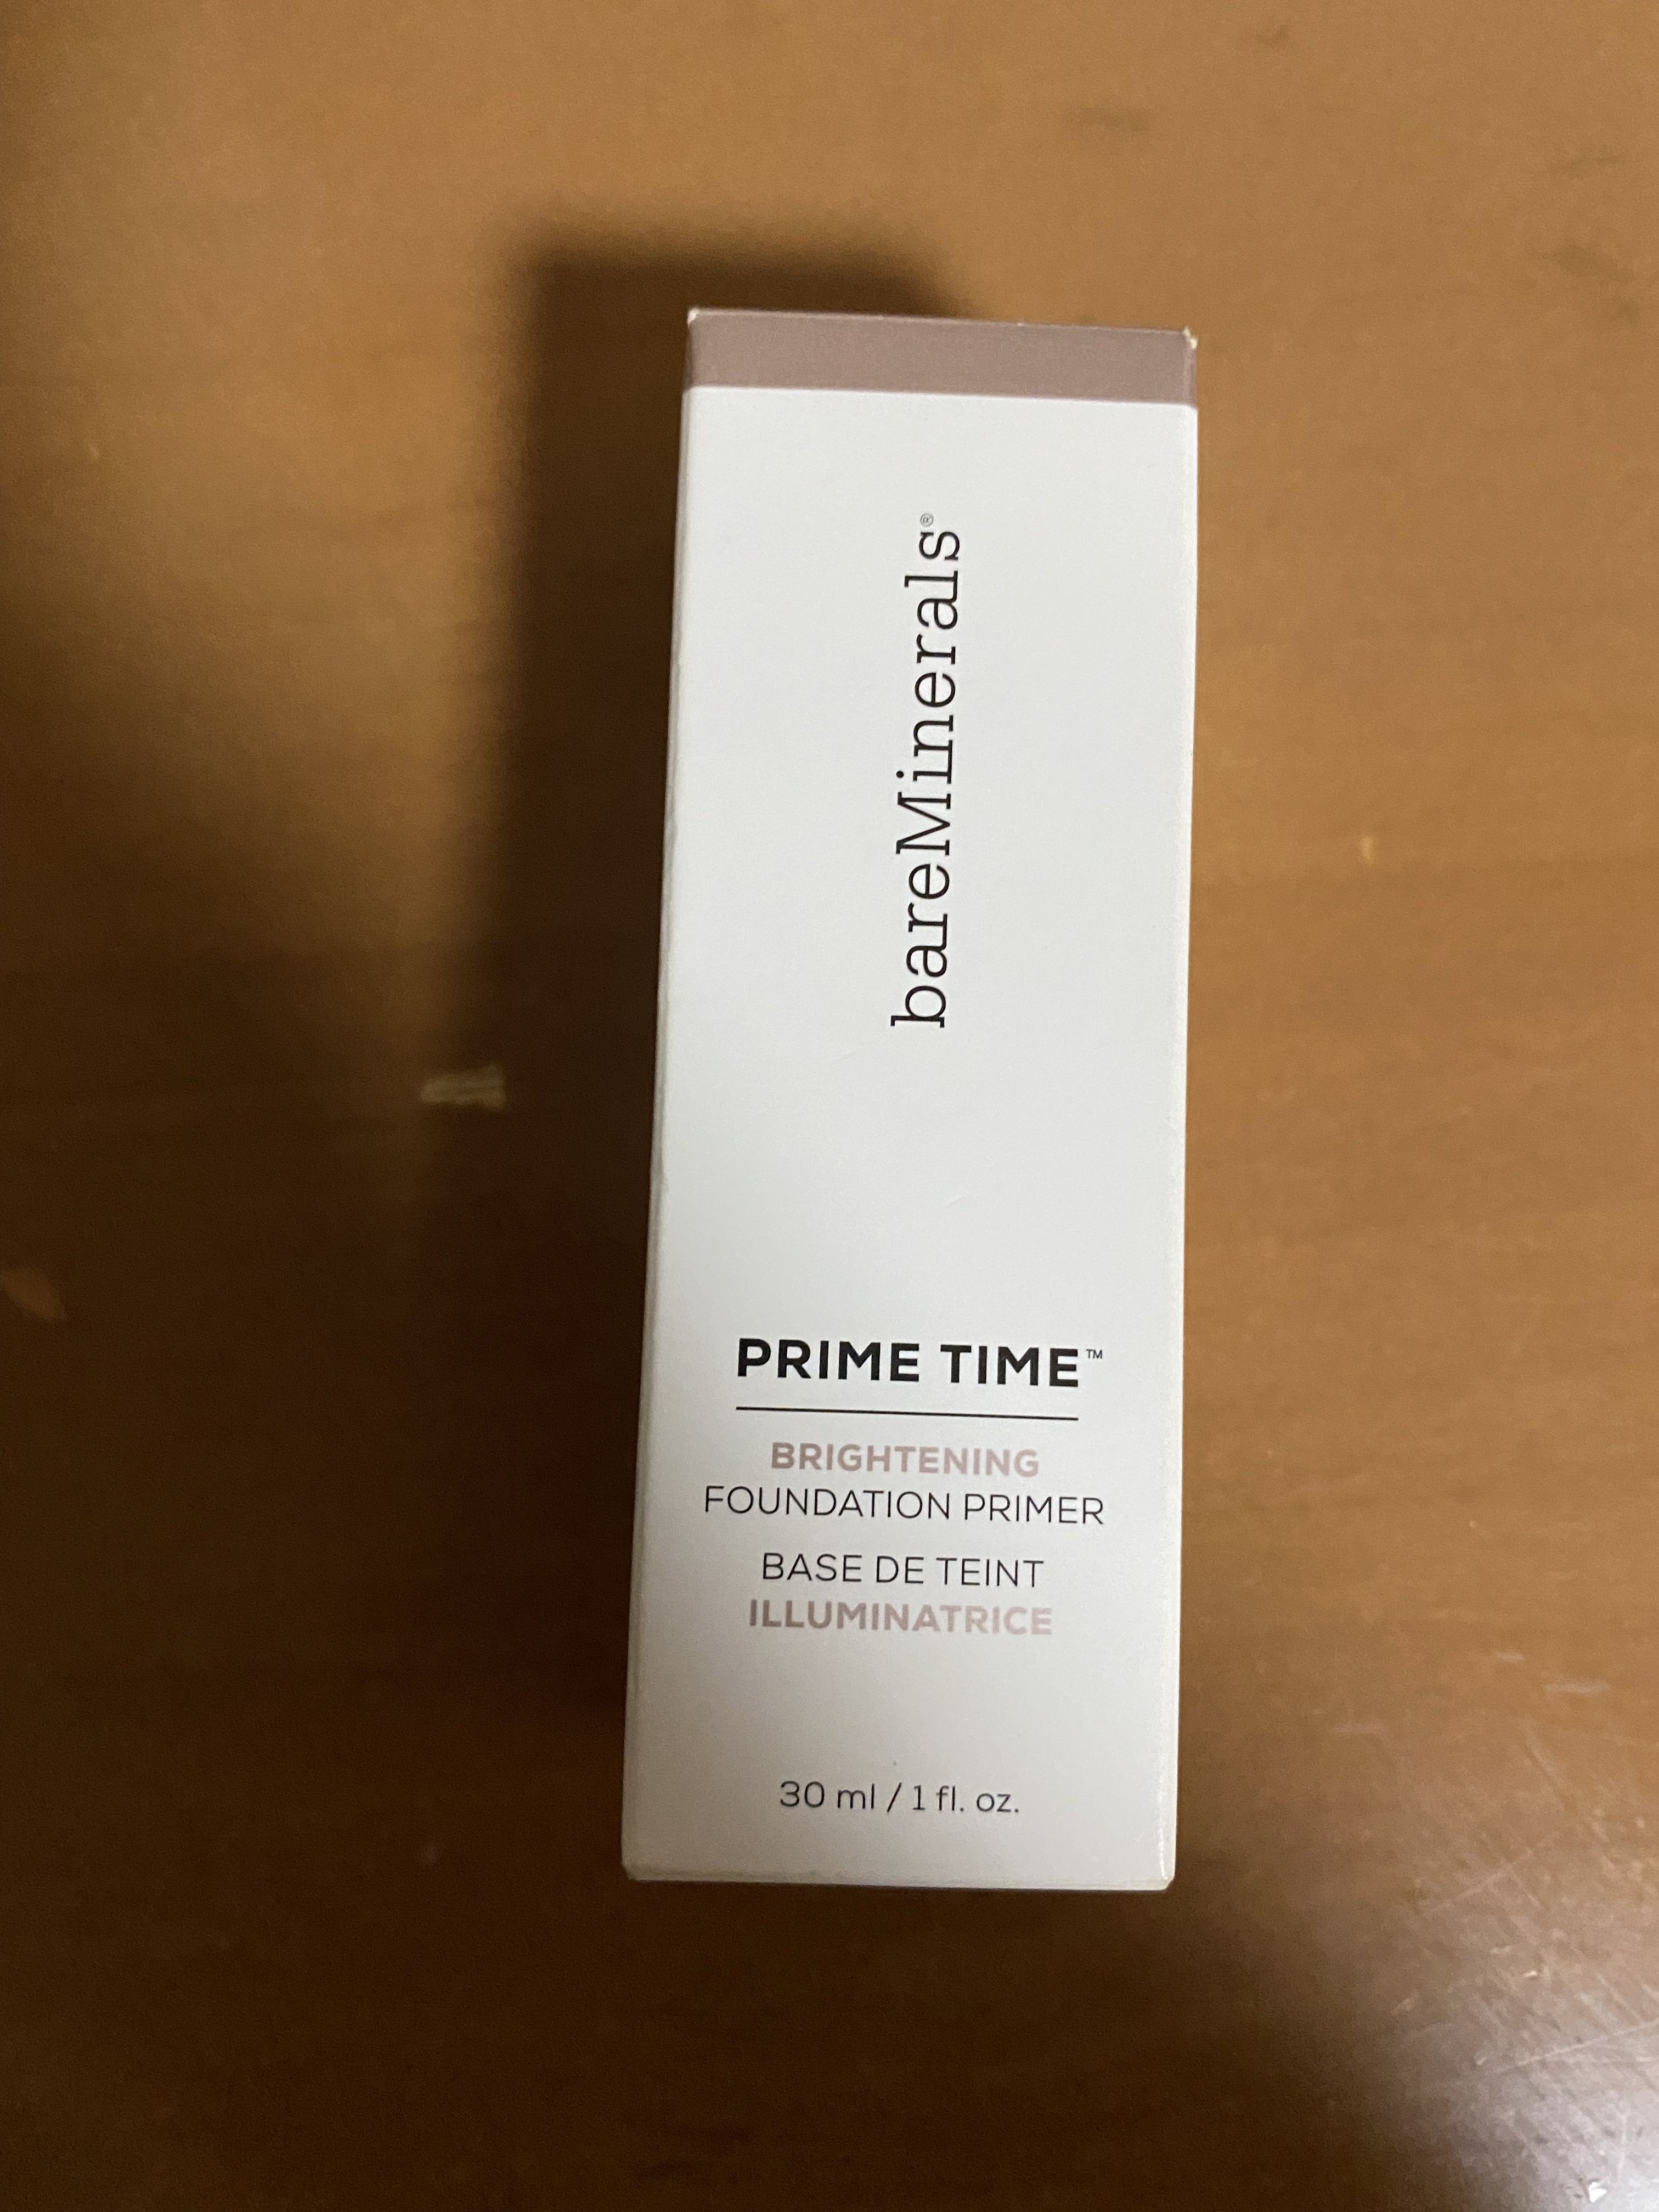 bareMinerals®
PRIME TIME™
BRIGHTENING
FOUNDATION PRIMER
BASE DE TEINT
ILLUMINATRICE
30 ml / 1 fl. oz.